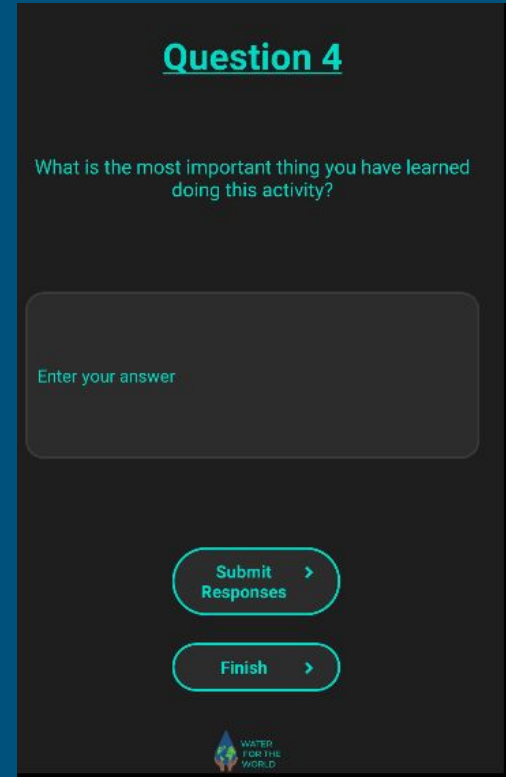 Question 4
What is the most important thing you have learned
doing this activity?
Enter your answer
Submit
Responses
Finish
WATER
FOR THE
WORLD